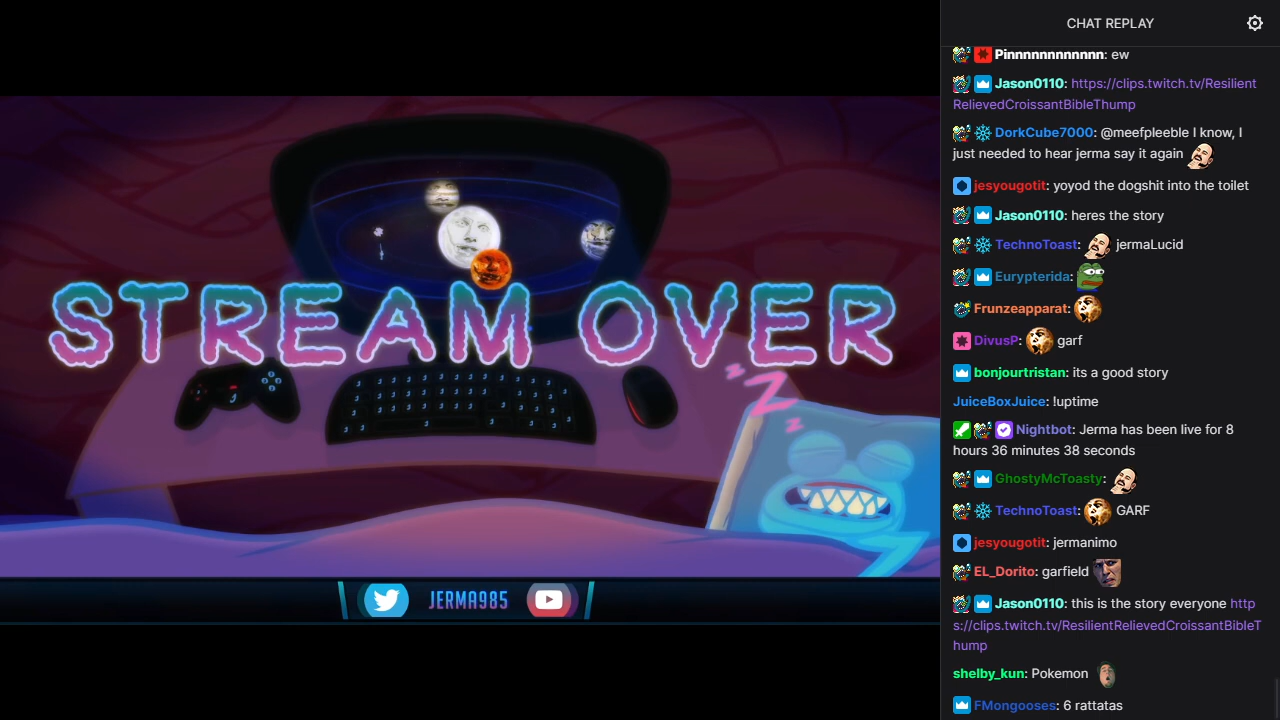 STREAM OVER
z
Z
z
JERMA985
CHAT REPLAY
Pinnnnnnnnnnnn: ew
Jason0110: https://clips.twitch.tv/Resilient
RelievedCroissantBibleThump
DorkCube7000: @meefpleeble I know, I
just needed to hear jerma say it again
jesyougotit: yoyod the dogshit into the toilet
Jason0110: heres the story
TechnoToast: jermaLucid
Eurypterida:
Frunzeapparat:
DivusP: garf
bonjourtristan: its a good story
JuiceBoxJuice: !uptime
Nightbot: Jerma has been live for 8
hours 36 minutes 38 seconds
GhostyMcToasty:
TechnoToast: GARF
jesyougotit: jermanimo
EL_Dorito: garfield
Jason0110: this is the story everyone http
s://clips.twitch.tv/ResilientRelievedCroissantBibleT
hump
shelby_kun: Pokemon
FMongooses: 6 rattatas